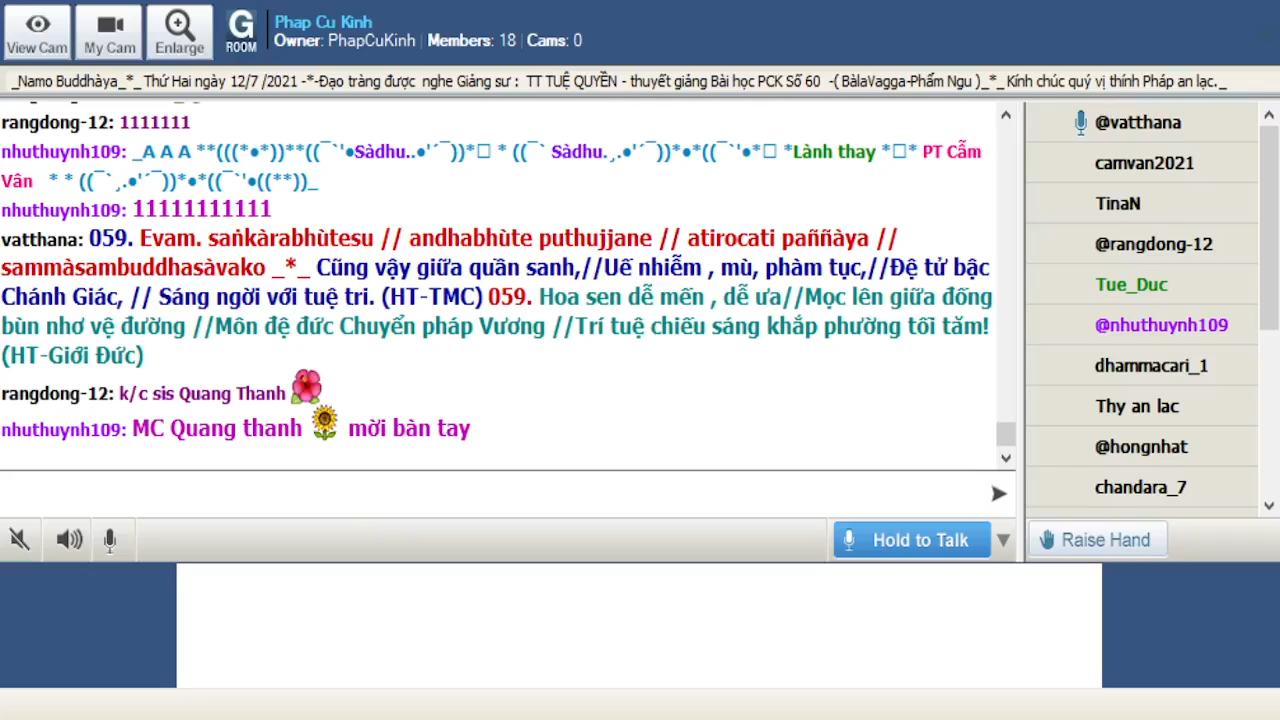 View Cam
My Cam
Enlarge
G
ROOM
Phap Cu Kinh
Owner: PhapCuKinh | Members: 18 | Cams: 0
_Namo Buddhàya_*_ Thứ Hai ngày 12/7 /2021 -*-Đạo tràng được nghe Giảng sư : TT TUỆ QUYỀN - thuyết giảng Bài học PCK Số 60 -( BàlaVagga-Phẩm Ngu )_*_ Kính chúc quý vị thính Pháp an lạc._
rangdong-12: 1111111
nhuthuynh109: _A A A **(((*•*))**((¯`'•Sàdhu..•'´¯))*•□ * ((¯` Sàdhu.¸.•'´¯))*•*((¯`'•*□ *Lành thay *□* PT Cẫm
Vân * * ((¯`¸.•'´¯))*•*((¯`'•((**))_
nhuthuynh109: 11111111111
vatthana: 059. Evam. saṅkàrabhùtesu // andhabhùte puthujjane // atirocati paññàya //
sammàsambuddhasàvako _*_ Cũng vậy giữa quần sanh,//Uế nhiễm , mù, phàm tục,//Đệ tử bậc
Chánh Giác, // Sáng ngời với tuệ tri. (HT-TMC) 059. Hoa sen dễ mến , dễ ưa//Mọc lên giữa đống
bùn nhơ vệ đường //Môn đệ đức Chuyển pháp Vương //Trí tuệ chiếu sáng khắp phường tối tăm!
(HT-Giới Đức)
rangdong-12: k/c sis Quang Thanh
nhuthuynh109: MC Quang thanh mời bàn tay
@vatthana
camvan2021
TinaN
@rangdong-12
Tue_Duc
@nhuthuynh109
dhammacari_1
Thy an lac
@hongnhat
chandara_7
Hold to Talk
Raise Hand